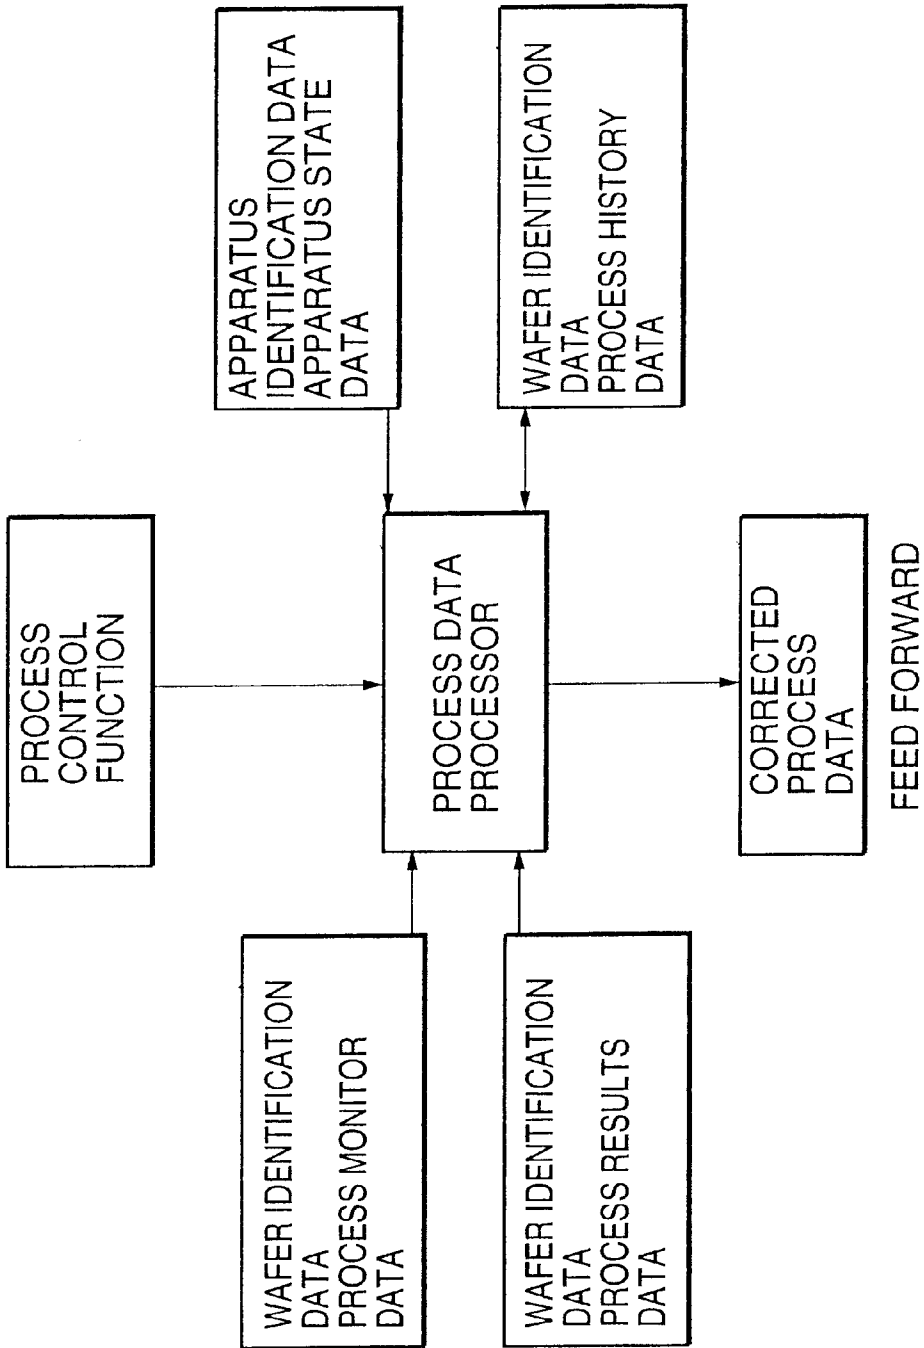 PROCESS
CONTROL
FUNCTION
WAFER IDENTIFICATION
DATA
PROCESS MONITOR
DATA
APPARATUS
IDENTIFICATION DATA
APPARATUS STATE
DATA
PROCESS DATA
PROCESSOR
WAFER IDENTIFICATION
DATA
PROCESS RESULTS
DATA
WAFER IDENTIFICATION
DATA
PROCESS HISTORY
DATA
CORRECTED
PROCESS
DATA
FEED FORWARD